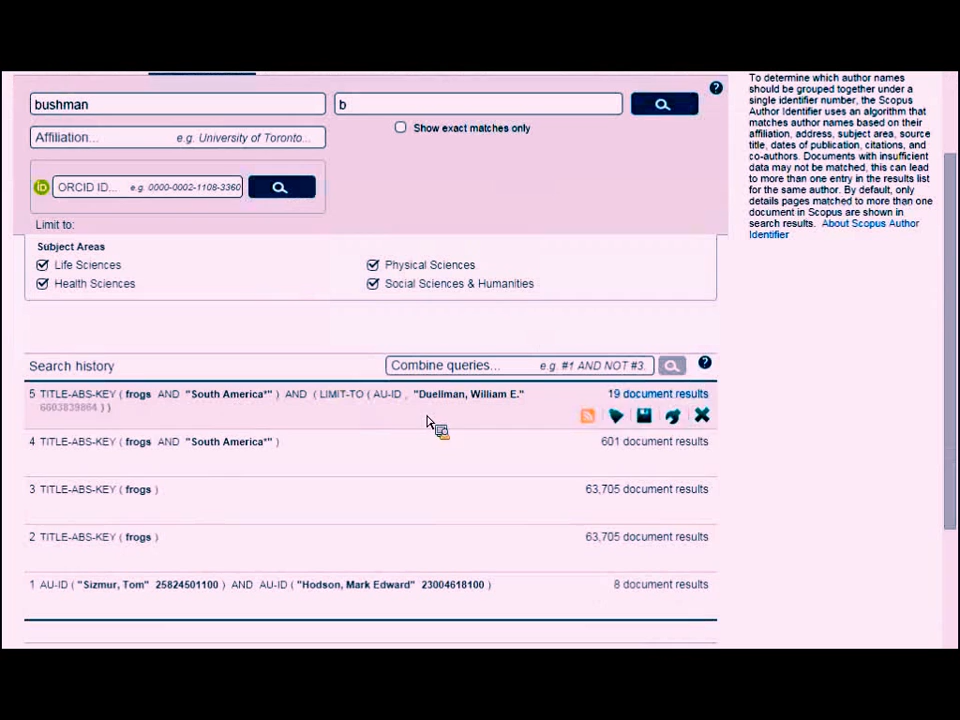 bushman
b
?
Show exact matches only
Affiliation... e.g. University of Toronto...
iD ORCID ID... e.g. 0000-0002-1108-3360
Limit to:
Subject Areas
Life Sciences
Physical Sciences
Health Sciences
Social Sciences & Humanities
To determine which author names
should be grouped together under a
single identifier number, the Scopus
Author Identifier uses an algorithm that
matches author names based on their
affiliation, address, subject area, source
title, dates of publication, citations, and
co-authors. Documents with insufficient
data may not be matched, this can lead
to more than one entry in the results list
for the same author. By default, only
details pages matched to more than one
document in Scopus are shown in
search results. About Scopus Author
Identifier
Search history
Combine queries... e.g. #1 AND NOT #3
?
5 TITLE-ABS-KEY ( frogs AND "South America*" ) AND ( LIMIT-TO ( AU-ID , "Duellman, William E." 19 document results
6603839864 ) )
4 TITLE-ABS-KEY ( frogs AND "South America*" ) 601 document results
3 TITLE-ABS-KEY ( frogs ) 63,705 document results
2 TITLE-ABS-KEY ( frogs ) 63,705 document results
1 AU-ID ( "Sizmur, Tom" 25824501100 ) AND AU-ID ( "Hodson, Mark Edward" 23004618100 ) 8 document results